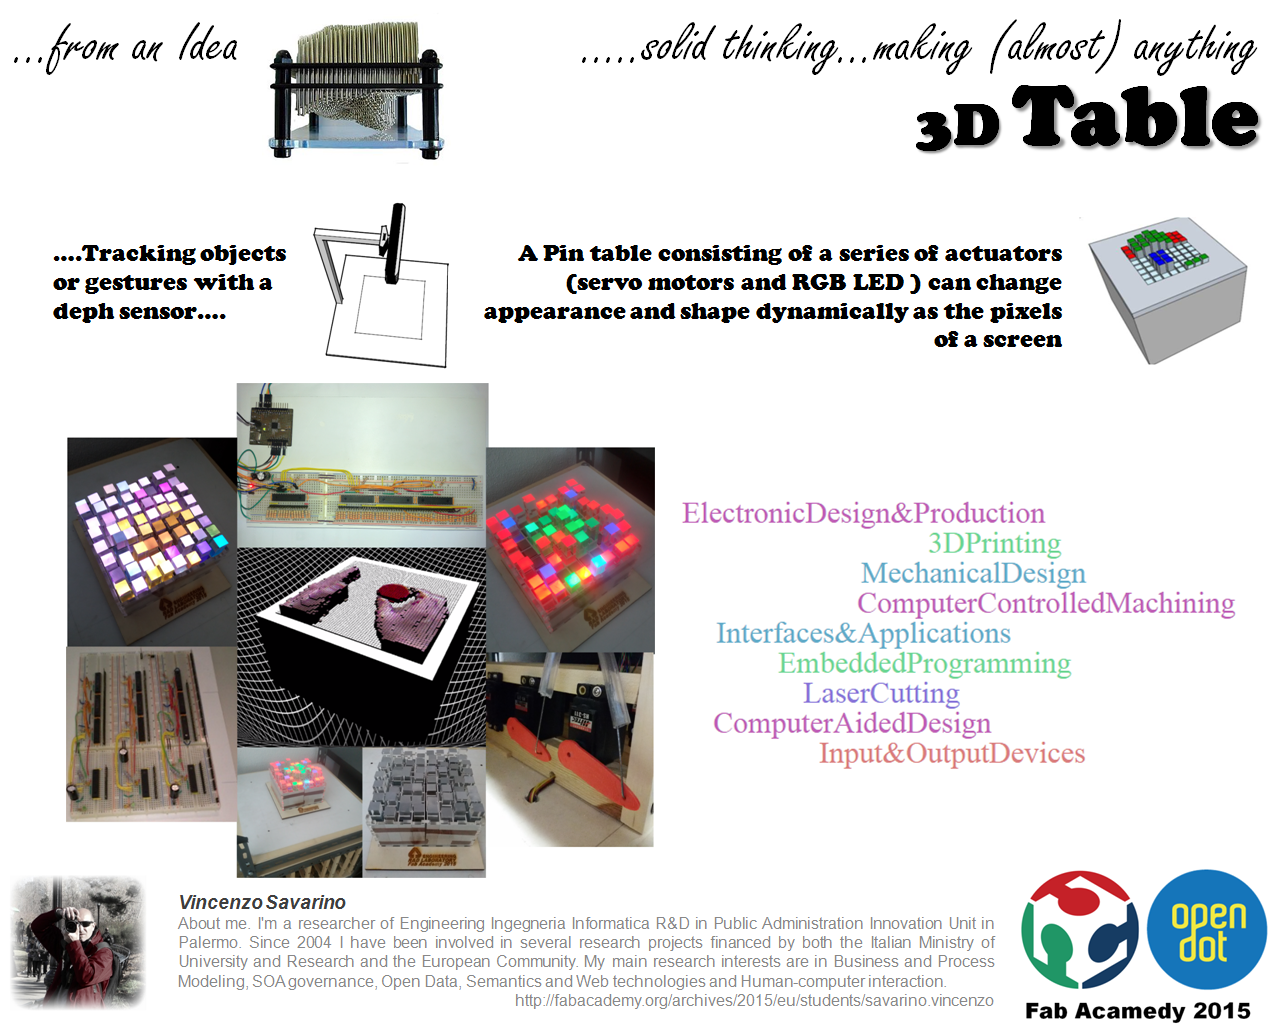 ...from an Idea
.....solid thinking...making (almost) anything
3D Table
....Tracking objects
or gestures with a
deph sensor....
A Pin table consisting of a series of actuators
(servo motors and RGB LED ) can change
appearance and shape dynamically as the pixels
of a screen
ElectronicDesign&Production
3DPrinting
MechanicalDesign
ComputerControlledMachining
Interfaces&Applications
EmbeddedProgramming
LaserCutting
ComputerAidedDesign
Input&OutputDevices
ENGINEERING
FAB LABORATORY
Fab Academy 2015
Vincenzo Savarino
About me. I'm a researcher of Engineering Ingegneria Informatica R&D in Public Administration Innovation Unit in
Palermo. Since 2004 I have been involved in several research projects financed by both the Italian Ministry of
University and Research and the European Community. My main research interests are in Business and Process
Modeling, SOA governance, Open Data, Semantics and Web technologies and Human-computer interaction.
http://fabacademy.org/archives/2015/eu/students/savarino.vincenzo
open
dot
Fab Acamedy 2015